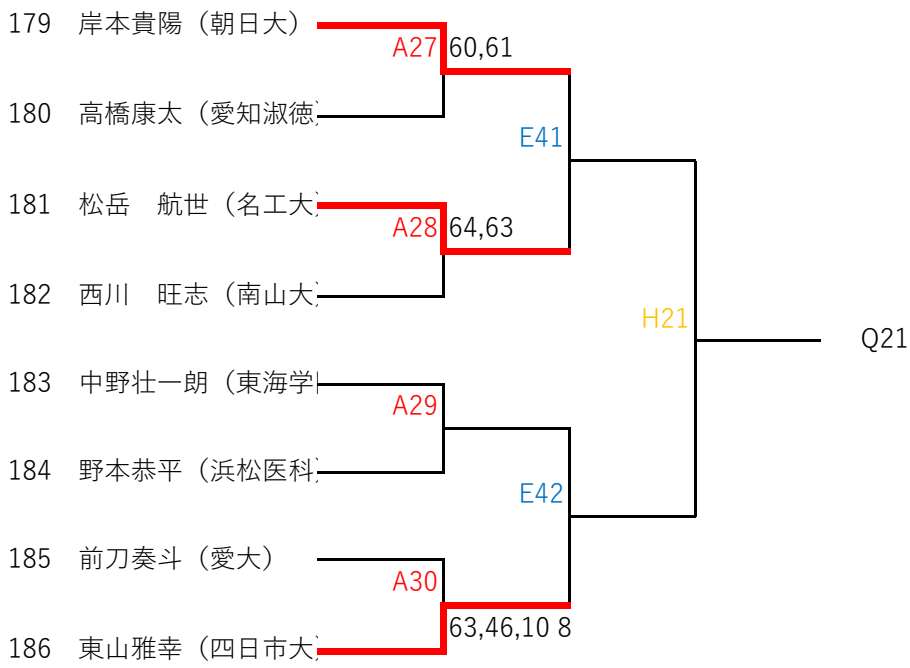 179 岸本貴陽（朝日大）
A27 60,61
180 高橋康太（愛知淑徳）
E41
181 松岳　航世（名工大）
A28 64,63
182 西川　旺志（南山大）
H21
Q21
183 中野壮一朗（東海学
A29
184 野本恭平（浜松医科）
E42
185 前刀奏斗（愛大）
A30
63,46,10 8
186 東山雅幸（四日市大）